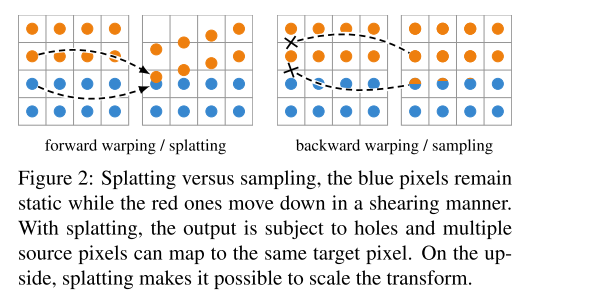 forward warping / splatting
backward warping / sampling
Figure 2: Splatting versus sampling, the blue pixels remain
static while the red ones move down in a shearing manner.
With splatting, the output is subject to holes and multiple
source pixels can map to the same target pixel. On the up-
side, splatting makes it possible to scale the transform.